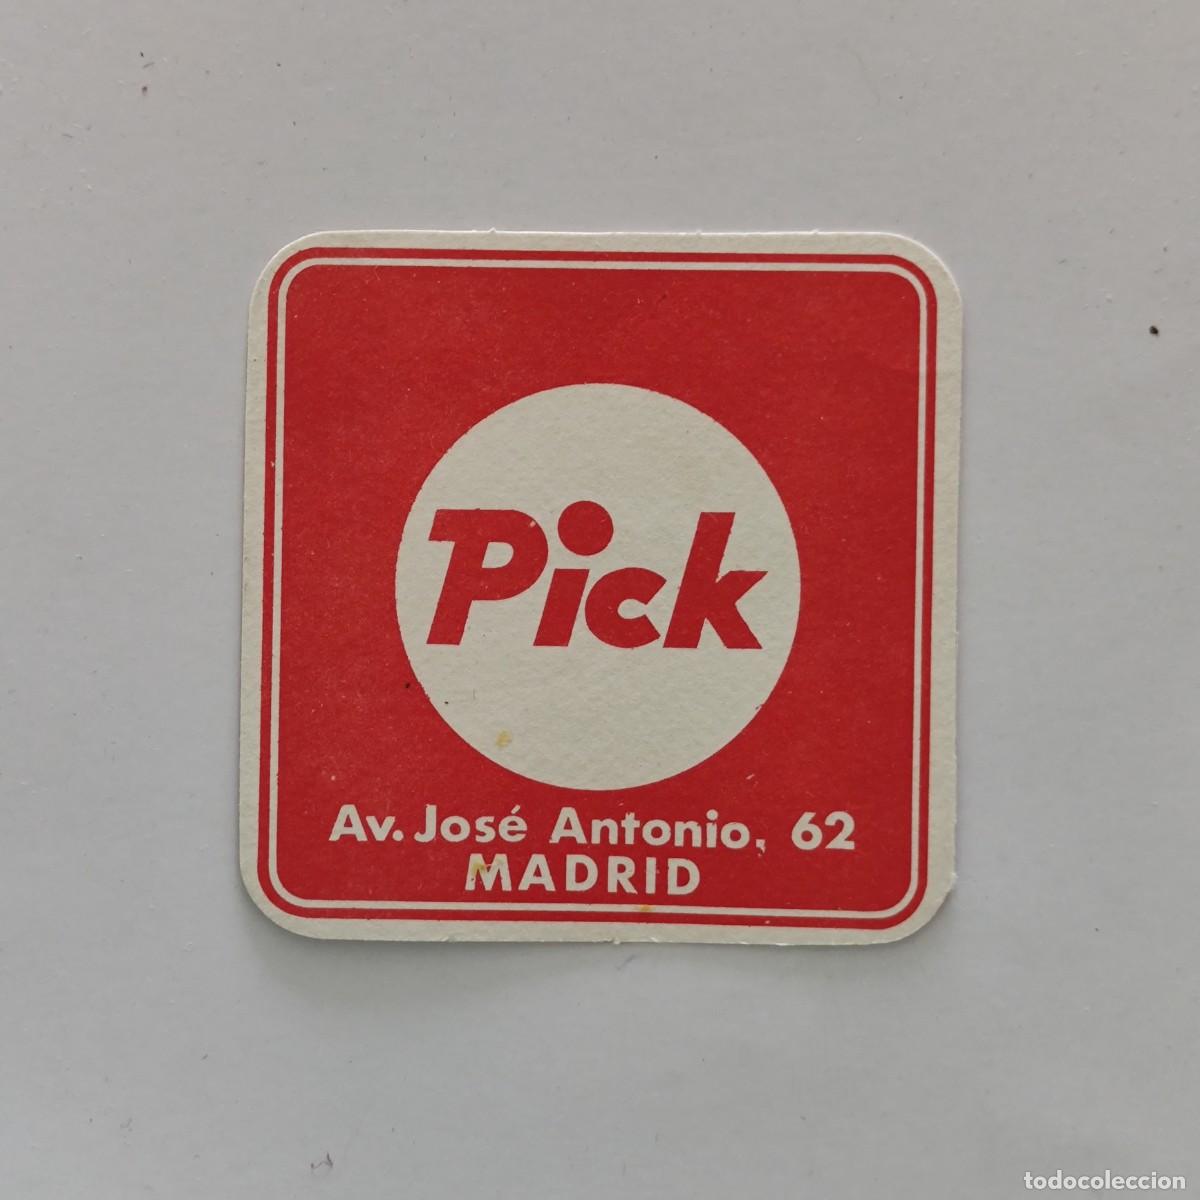 Pick
Av. José Antonio, 62
MADRID
todocoleccion